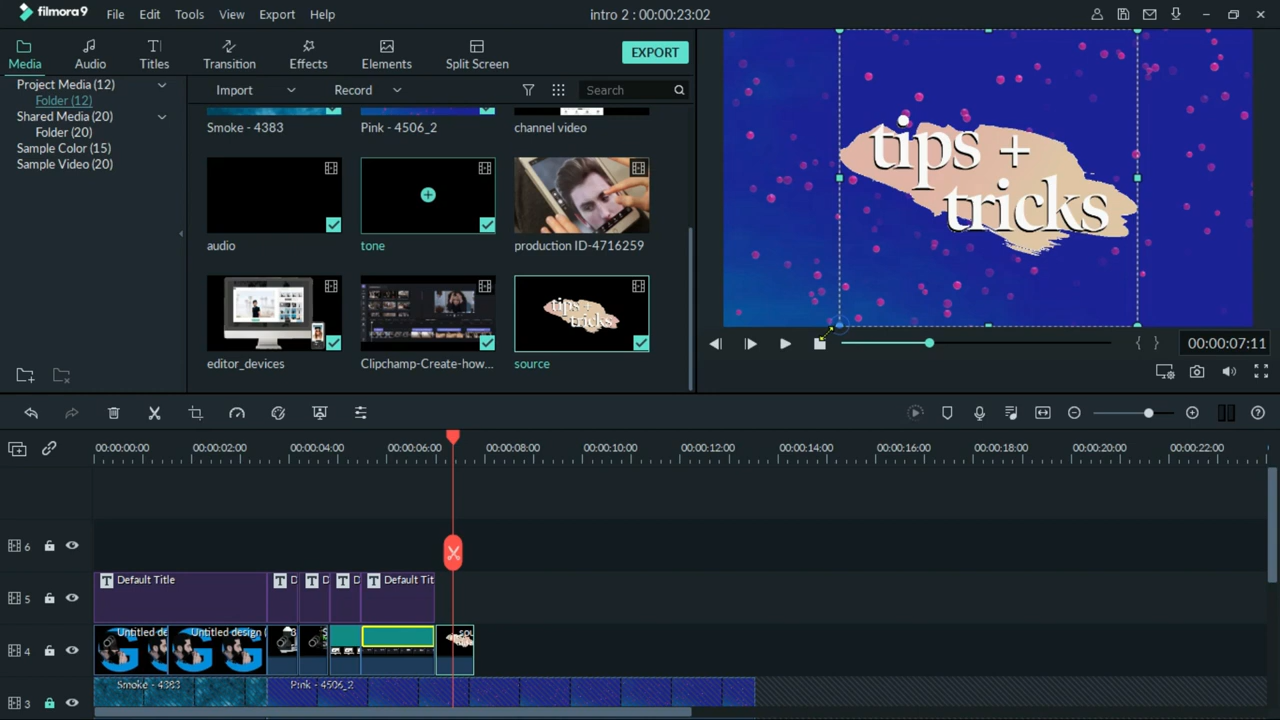 filmora9 File Edit Tools View Export Help intro 2 : 00:00:23:02
Media Audio Titles Transition Effects Elements Split Screen EXPORT
Project Media (12)
Folder (12)
Shared Media (20)
Folder (20)
Sample Color (15)
Sample Video (20)
Import Record Search
Smoke - 4383 Pink - 4506_2 channel video
audio tone production ID-4716259
tips +
tricks
editor_devices Clipchamp-Create-how... source
tips +
tricks
00:00:07:11
00:00:00:00 00:00:02:00 00:00:04:00 00:00:06:00 00:00:08:00 00:00:10:00 00:00:12:00 00:00:14:00 00:00:16:00 00:00:18:00 00:00:20:00 00:00:22:00
6
5 Default Title D D D Default Tit
4 Untitled de Untitled design (
3 Smoke - 4383 Pink - 4506_2